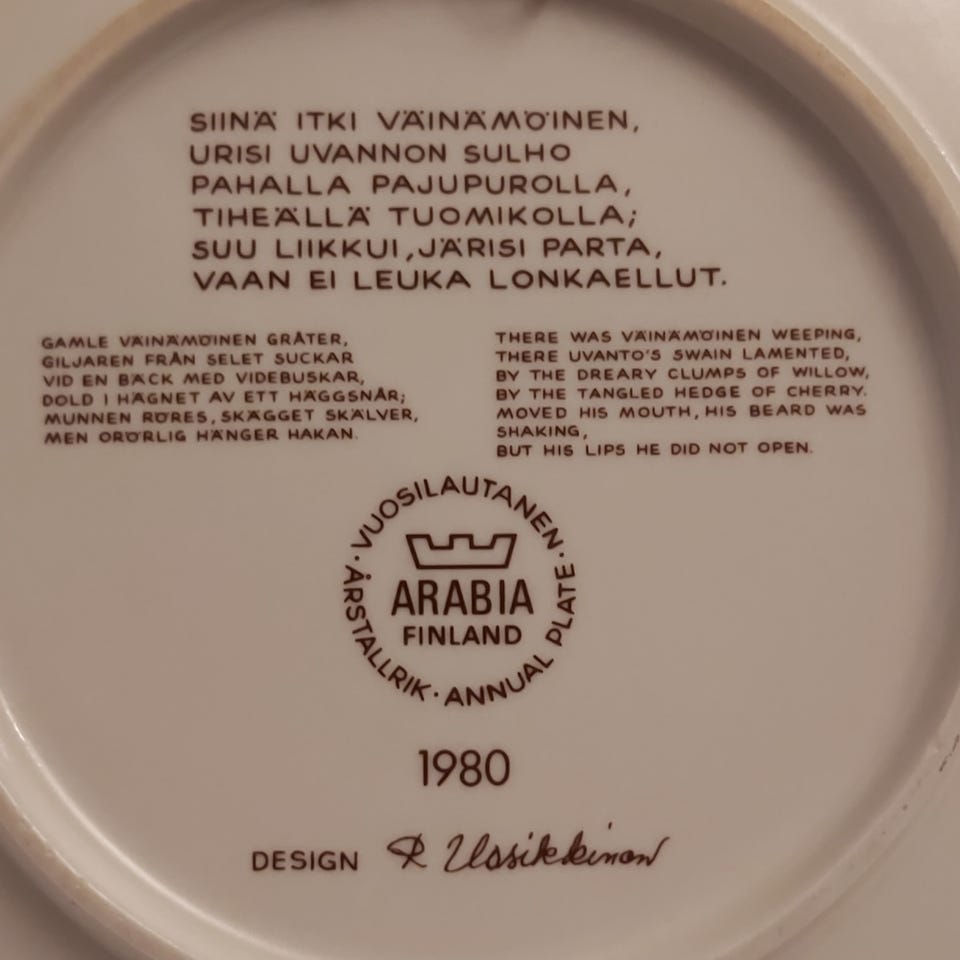 SIINÄ ITKI VÄINÄMÖINEN,
URISI UVANNON SULHO
PAHALLA PAJUPUROLLA,
TIHEÄLLÄ TUOMIKOLLA;
SUU LIIKKUI, JÄRISI PARTA,
VAAN EI LEUKA LONKAELLUT.
GAMLE VÄINÄMÖINEN GRÅTER,
GILJAREN FRÅN SELET SUCKAR
VID EN BÄCK MED VIDEBUSKAR,
DOLD I HÄGNET AV ETT HÄGGSNÅR;
MUNNEN RÖRES, SKÄGGET SKÄLVER,
MEN ORÖRLIG HÄNGER HAKAN.
THERE WAS VÄINÄMÖINEN WEEPING,
THERE UVANTO'S SWAIN LAMENTED,
BY THE DREARY CLUMPS OF WILLOW,
BY THE TANGLED HEDGE OF CHERRY.
MOVED HIS MOUTH, HIS BEARD WAS
SHAKING,
BUT HIS LIPS HE DID NOT OPEN.
· VUOSILAUTANEN · ANNUAL PLATE · ÅRSTALLRIK
ARABIA
FINLAND
1980
DESIGN R Uosikkinen